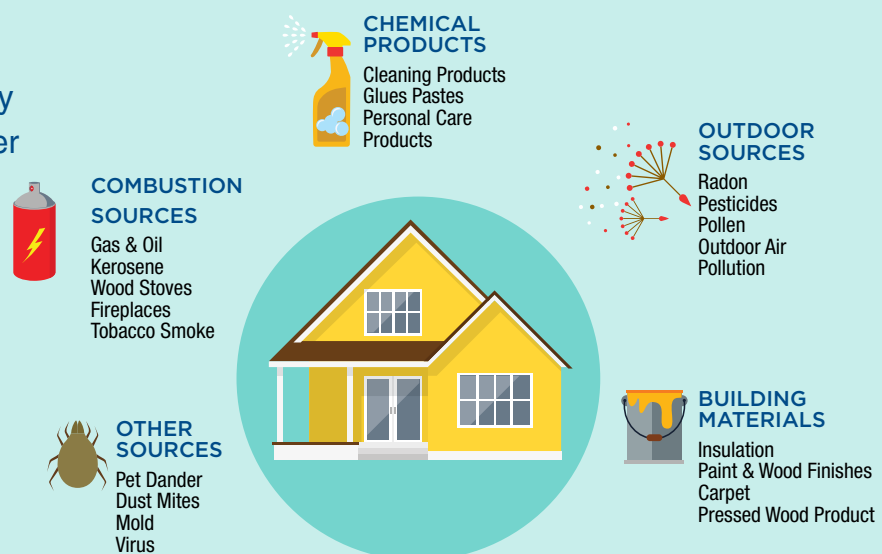 CHEMICAL
PRODUCTS
Cleaning Products
Glues Pastes
Personal Care
Products
OUTDOOR
SOURCES
Radon
Pesticides
Pollen
Outdoor Air
Pollution
COMBUSTION
SOURCES
Gas & Oil
Kerosene
Wood Stoves
Fireplaces
Tobacco Smoke
BUILDING
MATERIALS
Insulation
Paint & Wood Finishes
Carpet
Pressed Wood Product
OTHER
SOURCES
Pet Dander
Dust Mites
Mold
Virus